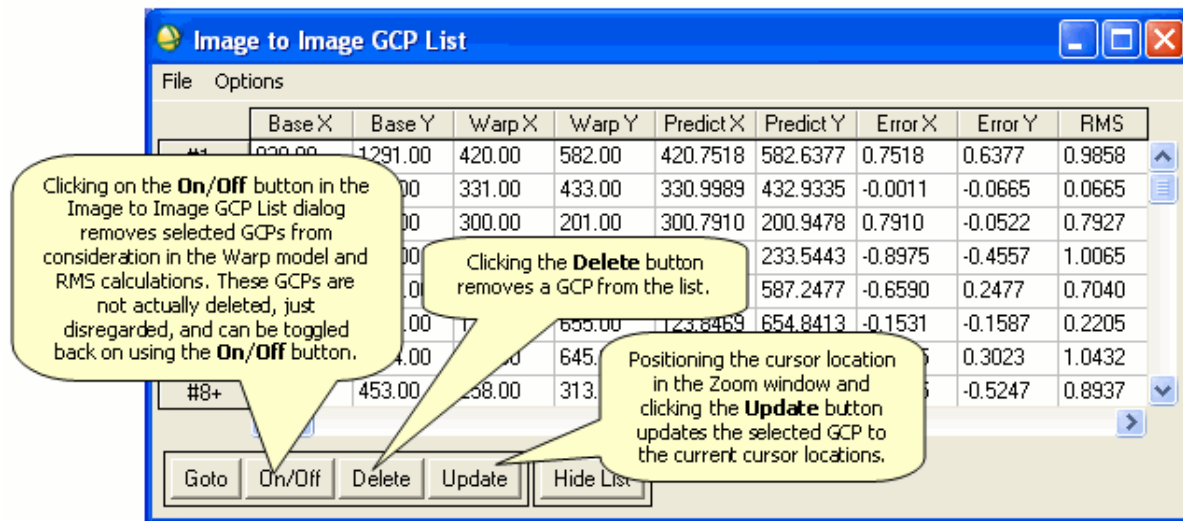 Image to Image GCP List
File Options
Base X Base Y Warp X Warp Y Predict X Predict Y Error X Error Y RMS
1291.00 420.00 582.00 420.7518 582.6377 0.7518 0.6377 0.9858
331.00 433.00 330.9989 432.9335 -0.0011 -0.0665 0.0665
300.00 201.00 300.7910 200.9478 0.7910 -0.0522 0.7927
233.5443 -0.8975 -0.4557 1.0065
587.2477 -0.6590 0.2477 0.7040
655.00 123.8469 654.8413 -0.1531 -0.1587 0.2205
645. 0.3023 1.0432
#8+ 453.00 258.00 313. -0.5247 0.8937
Clicking on the On/Off button in the
Image to Image GCP List dialog
removes selected GCPs from
consideration in the Warp model and
RMS calculations. These GCPs are
not actually deleted, just
disregarded, and can be toggled
back on using the On/Off button.
Clicking the Delete button
removes a GCP from the list.
Positioning the cursor location
in the Zoom window and
clicking the Update button
updates the selected GCP to
the current cursor locations.
Goto On/Off Delete Update Hide List